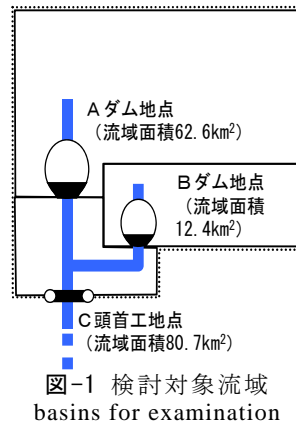 Aダム地点
(流域面積62.6km²)
Bダム地点
(流域面積
12.4km²)
C頭首工地点
(流域面積80.7km²)
図-1 検討対象流域
basins for examination